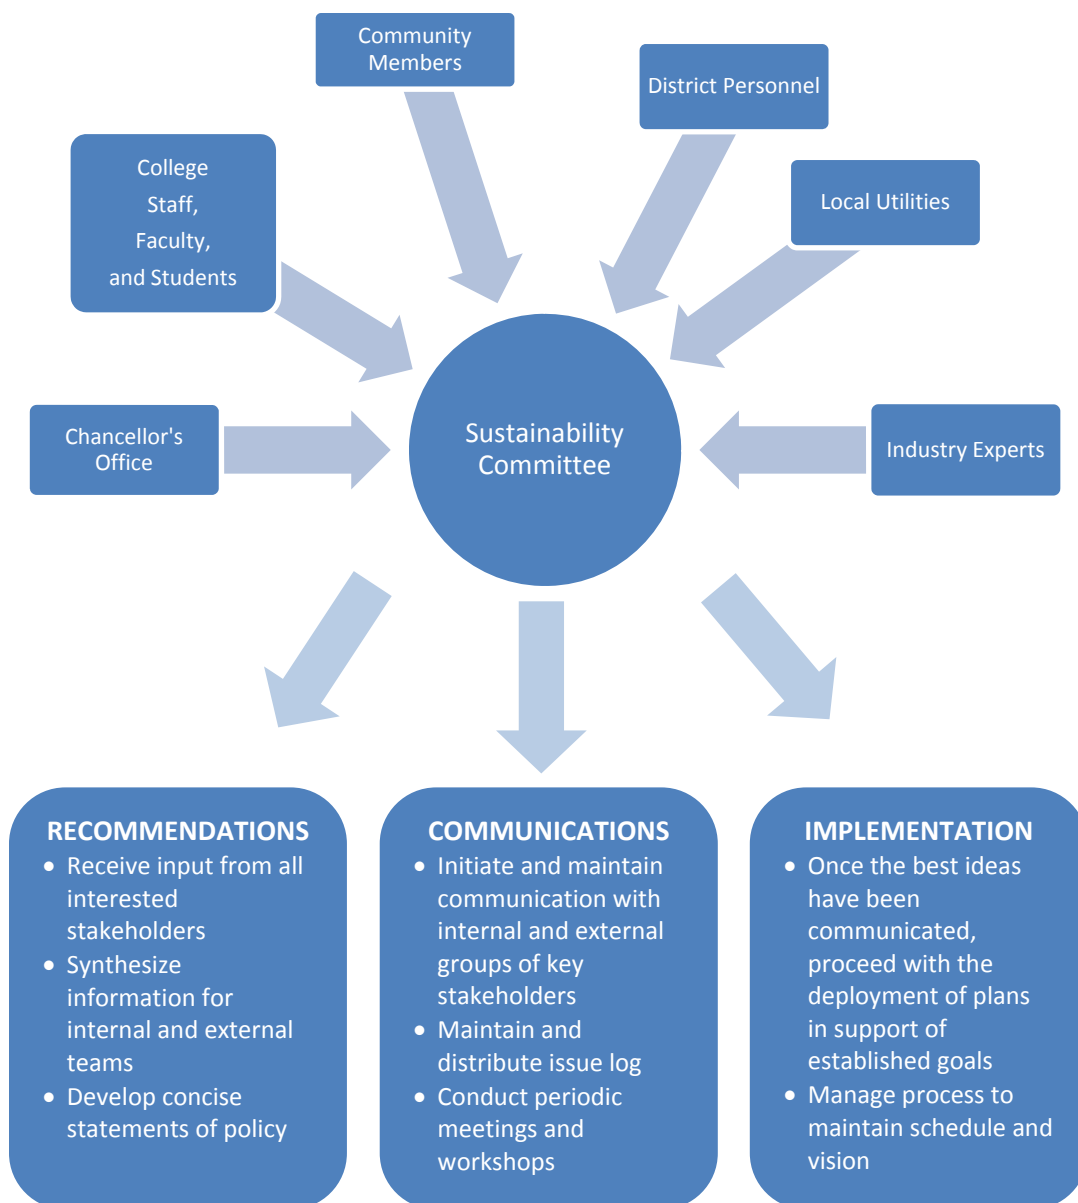 Community
Members
District Personnel
College
Staff,
Faculty,
and Students
Local Utilities
Chancellor's
Office
Sustainability
Committee
Industry Experts
RECOMMENDATIONS
• Receive input from all
interested
stakeholders
• Synthesize
information for
internal and external
teams
• Develop concise
statements of policy
COMMUNICATIONS
• Initiate and maintain
communication with
internal and external
groups of key
stakeholders
• Maintain and
distribute issue log
• Conduct periodic
meetings and
workshops
IMPLEMENTATION
• Once the best ideas
have been
communicated,
proceed with the
deployment of plans
in support of
established goals
• Manage process to
maintain schedule and
vision